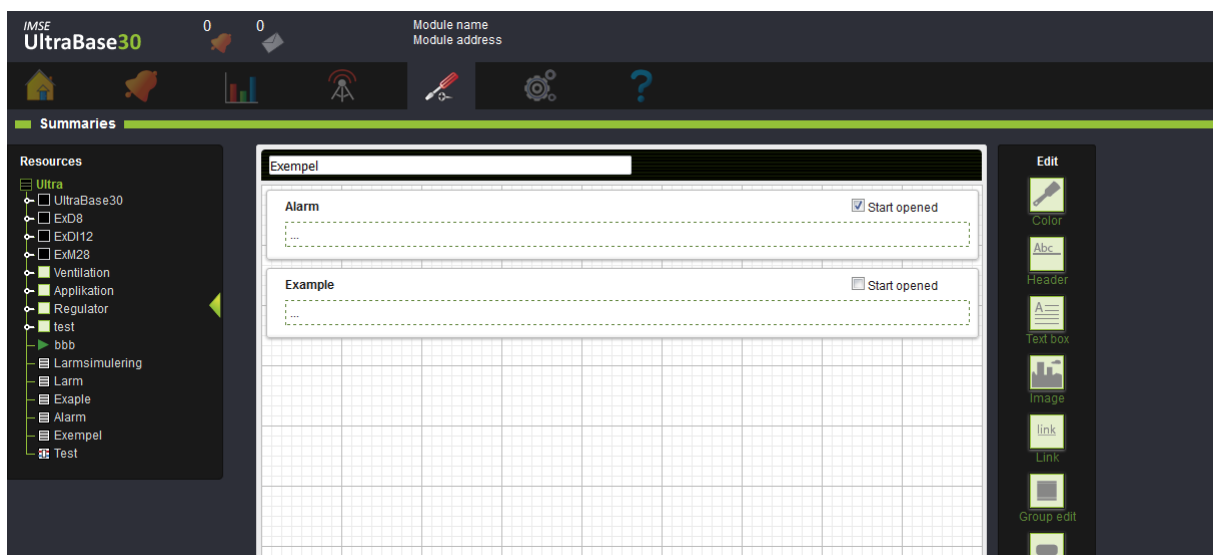 IMSE
UltraBase30
0
0
Module name
Module address
?
Summaries
Resources
Ultra
UltraBase30
ExD8
ExDI12
ExM28
Ventilation
Applikation
Regulator
test
bbb
Larmsimulering
Larm
Exaple
Alarm
Exempel
Test
Exempel
Alarm
Start opened
...
Example
Start opened
...
Edit
Color
Abc
Header
A
Text box
Image
link
Link
Group edit